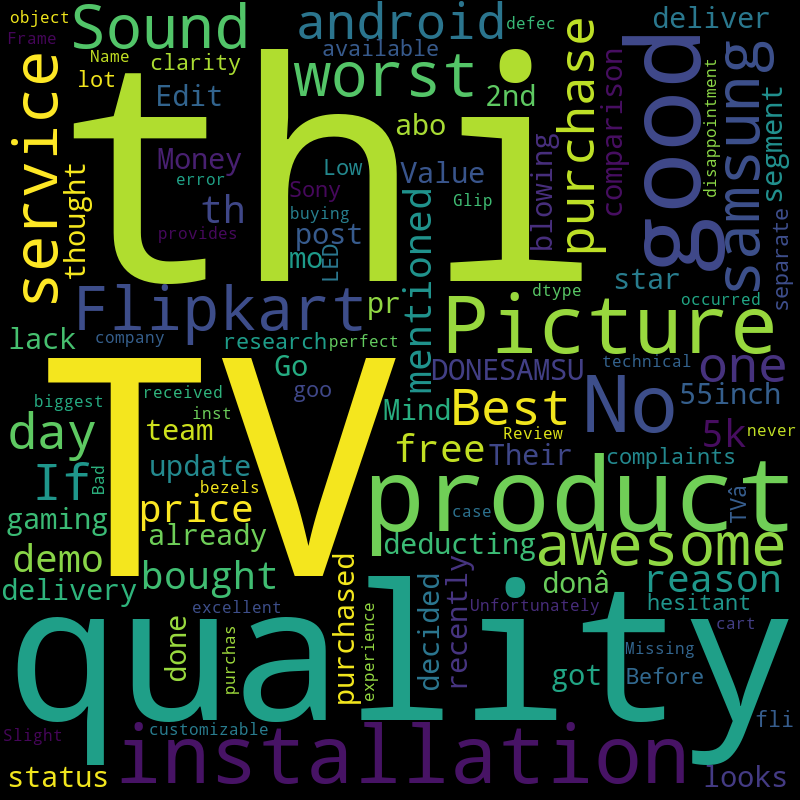 object
Frame
Sound
android
defec
deliver
Name
clarity
available
lot
Edit
worst
2nd
service
thi
good
samsung
segment
disappointment
comparison
purchase
abo
Money
error
th
thought
Low
Sony
buying
Value
Glip
blowing
provides
post
mo
LED
mentioned
star
separate
dtype
occurred
Flipkart
pr
Picture
lack
company
research
perfect
Go
goo
DONESAMSU
one
technical
TV
received
biggest
inst
Mind
Best
No
55inch
day
team
free
Review
Their
5k
never
If
Bad
update
bezels
complaints
gaming
price
case
product
TVâ
already
deducting
awesome
demo
delivery
bought
purchased
donâ
reason
excellent
decided
recently
Unfortunately
hesitant
done
purchas
experience
quality
cart
Missing
got
Before
customizable
fli
Slight
installation
status
looks